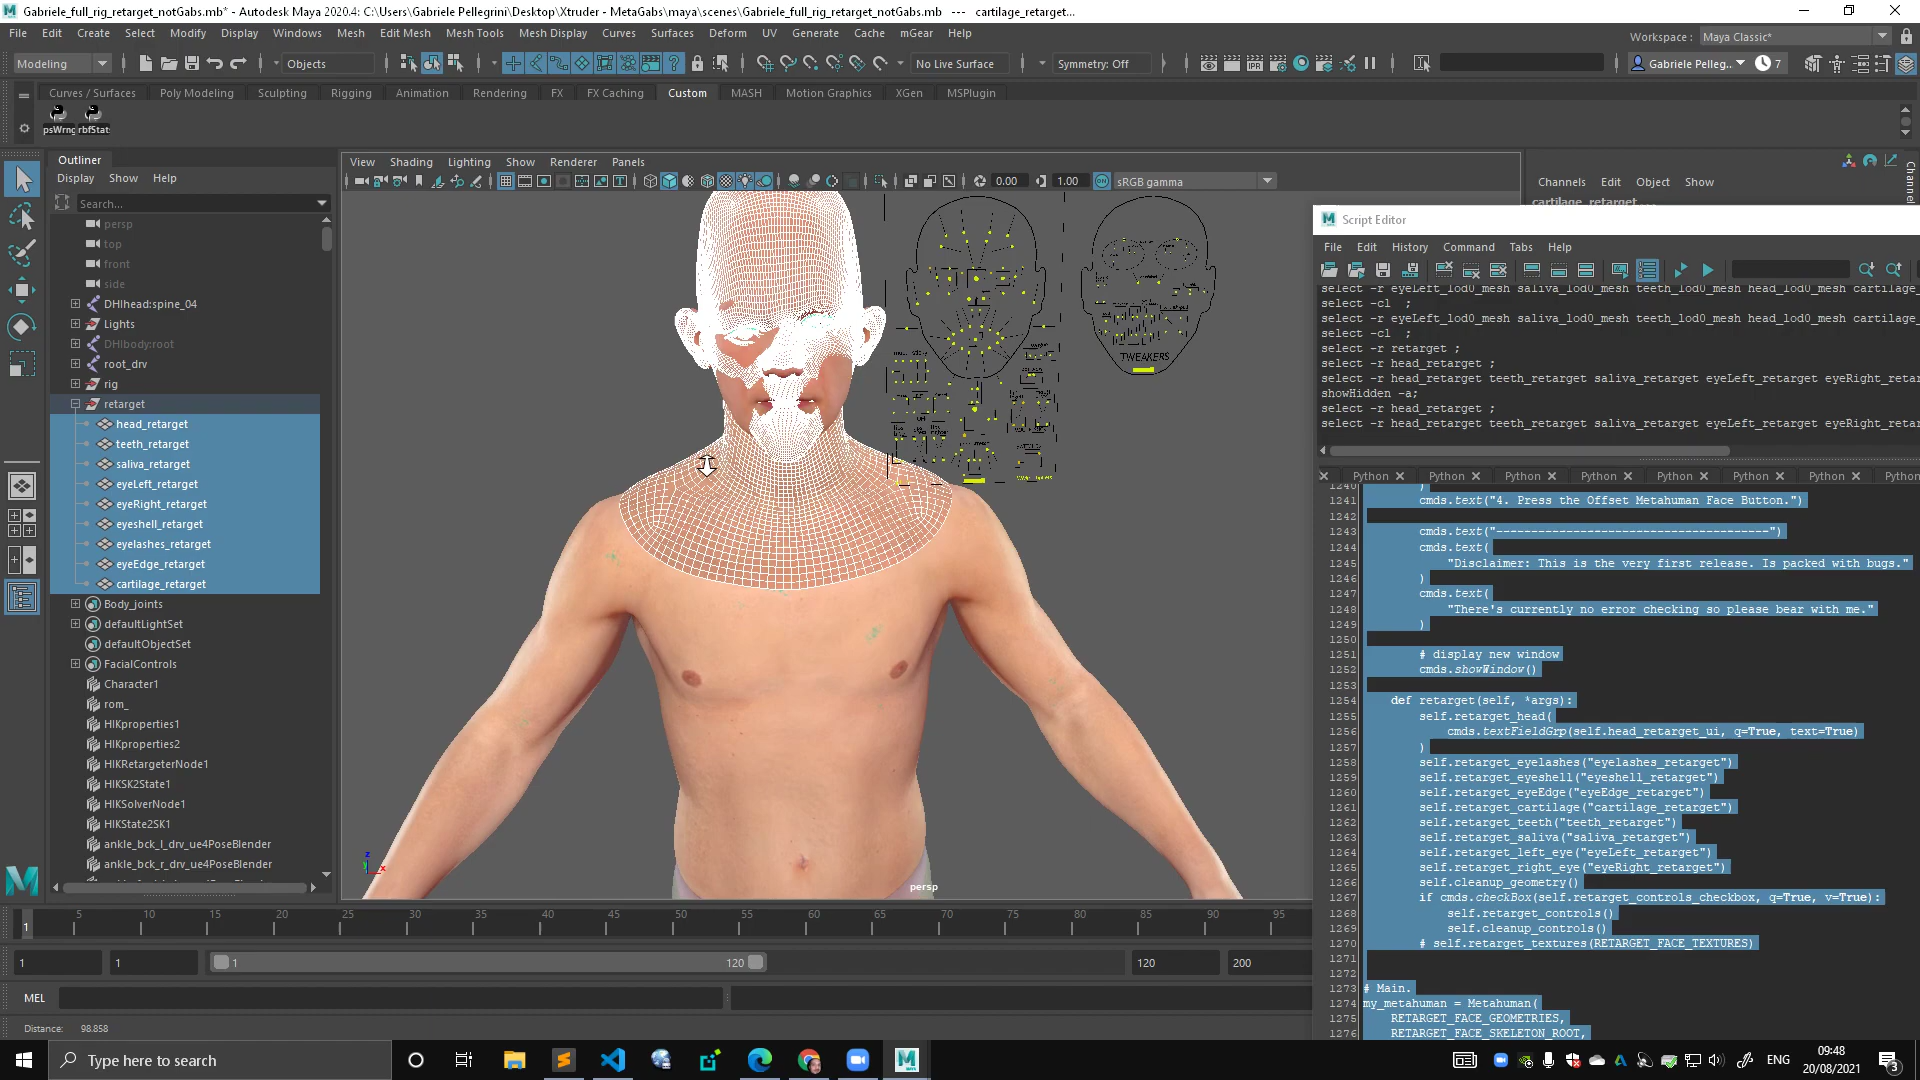 Gabriele_full_rig_retarget_notGabs.mb* - Autodesk Maya 2020.4: C:\Users\Gabriele Pellegrini\Desktop\Xtruder - MetaGabs\maya\scenes\Gabriele_full_rig_retarget_notGabs.mb --- cartilage_retarget...
File Edit Create Select Modify Display Windows Mesh Edit Mesh Mesh Tools Mesh Display Curves Surfaces Deform UV Generate Cache mGear Help
Workspace : Maya Classic*
Modeling Objects No Live Surface Symmetry: Off Gabriele Pelleg... 7
Curves / Surfaces Poly Modeling Sculpting Rigging Animation Rendering FX FX Caching Custom MASH Motion Graphics XGen MSPlugin
psWrng rbfStat
Outliner
Display Show Help
Search...
persp
top
front
side
DHIhead:spine_04
Lights
DHIbody:root
root_drv
rig
retarget
head_retarget
teeth_retarget
saliva_retarget
eyeLeft_retarget
eyeRight_retarget
eyeshell_retarget
eyelashes_retarget
eyeEdge_retarget
cartilage_retarget
Body_joints
defaultLightSet
defaultObjectSet
FacialControls
Character1
rom_
HIKproperties1
HIKproperties2
HIKRetargeterNode1
HIKSK2State1
HIKSolverNode1
HIKState2SK1
ankle_bck_l_drv_ue4PoseBlender
ankle_bck_r_drv_ue4PoseBlender
View Shading Lighting Show Renderer Panels
0.00 1.00 sRGB gamma
TWEAKERS
persp
Channels Edit Object Show
cartilage_retarget
Script Editor
File Edit History Command Tabs Help
select -r eyeLeft_lod0_mesh saliva_lod0_mesh teeth_lod0_mesh head_lod0_mesh cartilage_
select -cl ;
select -r eyeLeft_lod0_mesh saliva_lod0_mesh teeth_lod0_mesh head_lod0_mesh cartilage_
select -cl ;
select -r retarget ;
select -r head_retarget ;
select -r head_retarget teeth_retarget saliva_retarget eyeLeft_retarget eyeRight_retar
showHidden -a;
select -r head_retarget ;
select -r head_retarget teeth_retarget saliva_retarget eyeLeft_retarget eyeRight_retar
Python Python Python Python Python Python Python Python
1240 )
1241 cmds.text("4. Press the Offset Metahuman Face Button.")
1242
1243 cmds.text("---------------------------------------")
1244 cmds.text(
1245 "Disclaimer: This is the very first release. Is packed with bugs."
1246 )
1247 cmds.text(
1248 "There's currently no error checking so please bear with me."
1249 )
1250
1251 # display new window
1252 cmds.showWindow()
1253
1254 def retarget(self, *args):
1255 self.retarget_head(
1256 cmds.textFieldGrp(self.head_retarget_ui, q=True, text=True)
1257 )
1258 self.retarget_eyelashes("eyelashes_retarget")
1259 self.retarget_eyeshell("eyeshell_retarget")
1260 self.retarget_eyeEdge("eyeEdge_retarget")
1261 self.retarget_cartilage("cartilage_retarget")
1262 self.retarget_teeth("teeth_retarget")
1263 self.retarget_saliva("saliva_retarget")
1264 self.retarget_left_eye("eyeLeft_retarget")
1265 self.retarget_right_eye("eyeRight_retarget")
1266 self.cleanup_geometry()
1267 if cmds.checkBox(self.retarget_controls_checkbox, q=True, v=True):
1268 self.retarget_controls()
1269 self.cleanup_controls()
1270 # self.retarget_textures(RETARGET_FACE_TEXTURES)
1271
1272
1273 # Main.
1274 my_metahuman = Metahuman(
1275 RETARGET_FACE_GEOMETRIES,
1276 RETARGET_FACE_SKELETON_ROOT,
5 10 15 20 25 30 35 40 45 50 55 60 65 70 75 80 85 90 95
1
1 1 1 120 120 200
MEL
Distance: 98.858
Type here to search
ENG
09:48
20/08/2021
3